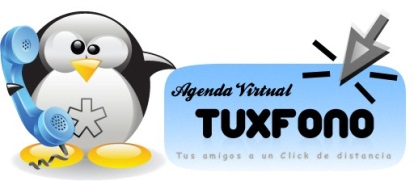 Agenda Virtual
TUXFONO
Tus amigos a un Click de distancia